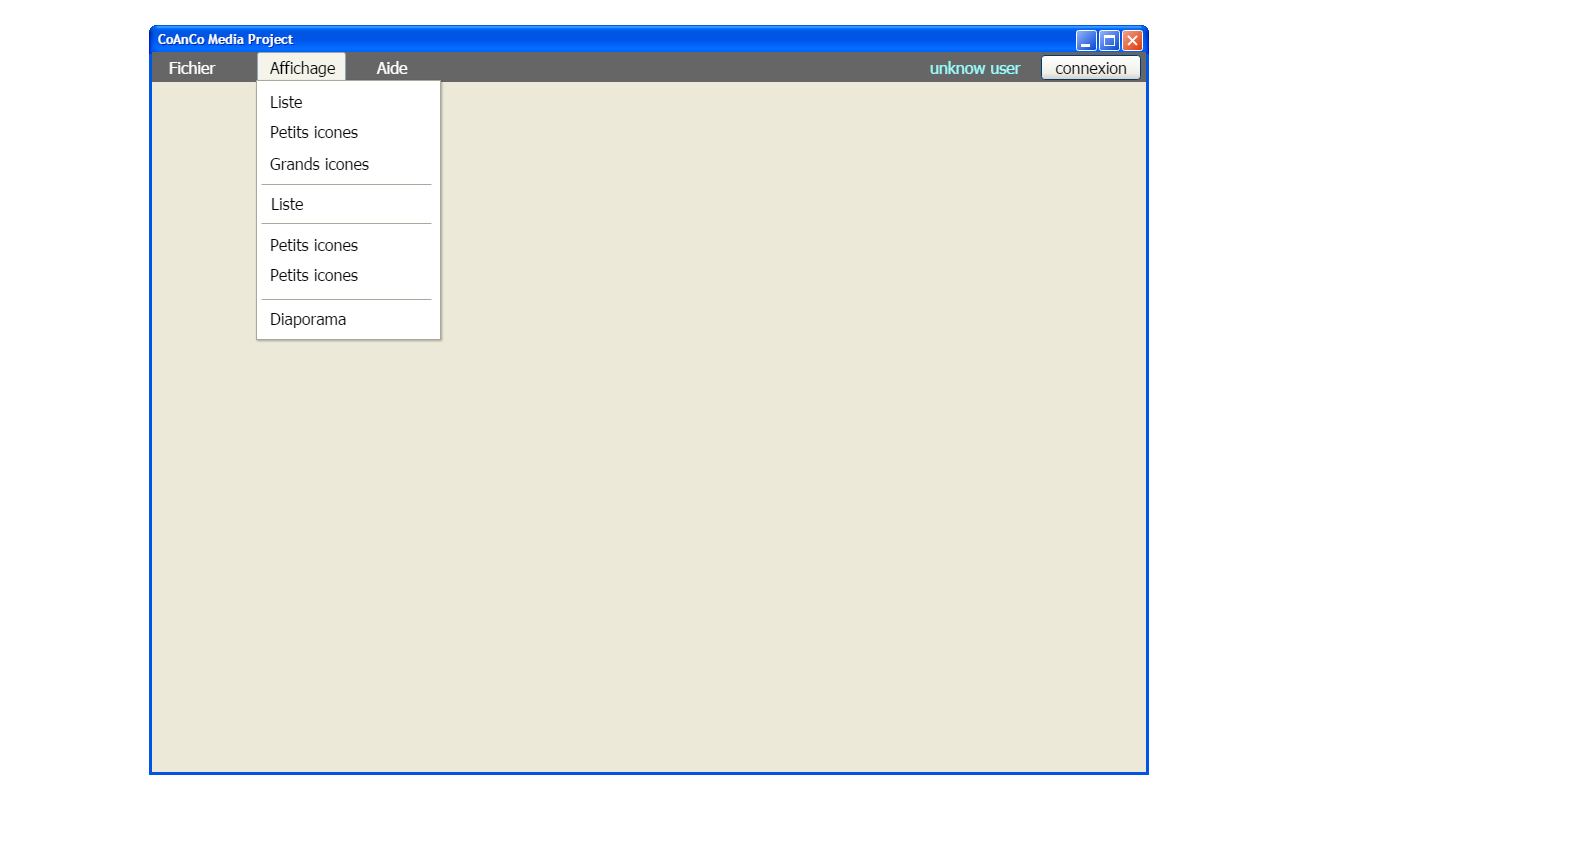 CoAnCo Media Project
Fichier Affichage Aide unknow user connexion
Liste
Petits icones
Grands icones
Liste
Petits icones
Petits icones
Diaporama